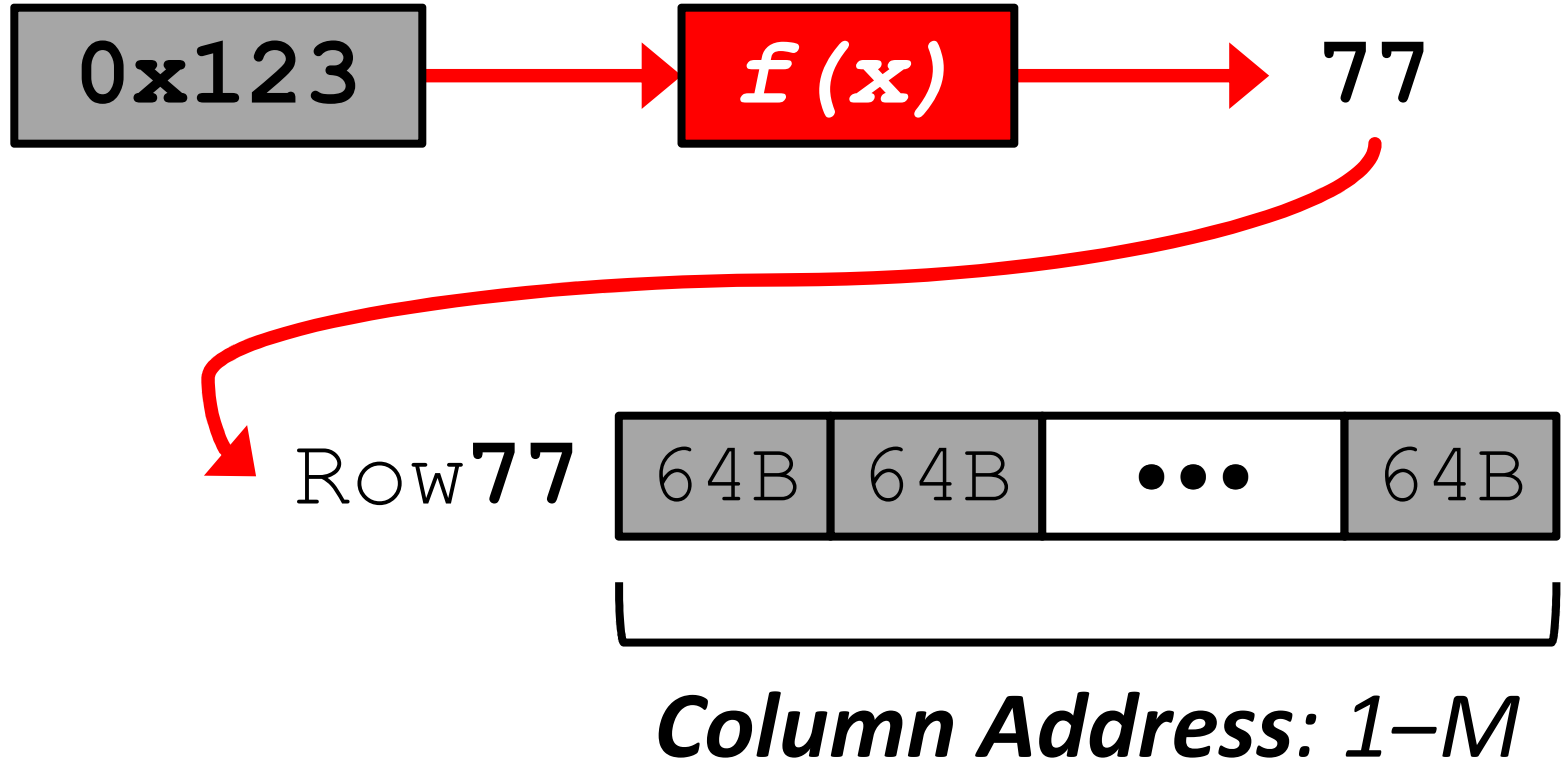 0x123 f(x) 77
Row77 64B 64B ••• 64B
Column Address: 1–M